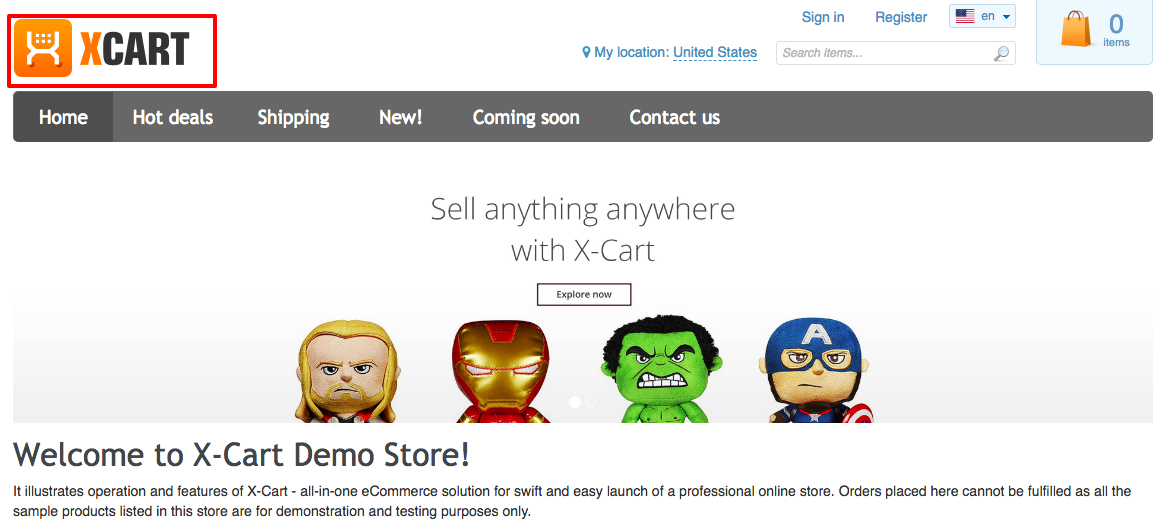 XCART
Sign in
Register
en
My location: United States
Search items...
0
items
Home
Hot deals
Shipping
New!
Coming soon
Contact us
Sell anything anywhere
with X-Cart
Explore now
A
Welcome to X-Cart Demo Store!
It illustrates operation and features of X-Cart - all-in-one eCommerce solution for swift and easy launch of a professional online store. Orders placed here cannot be fulfilled as all the
sample products listed in this store are for demonstration and testing purposes only.